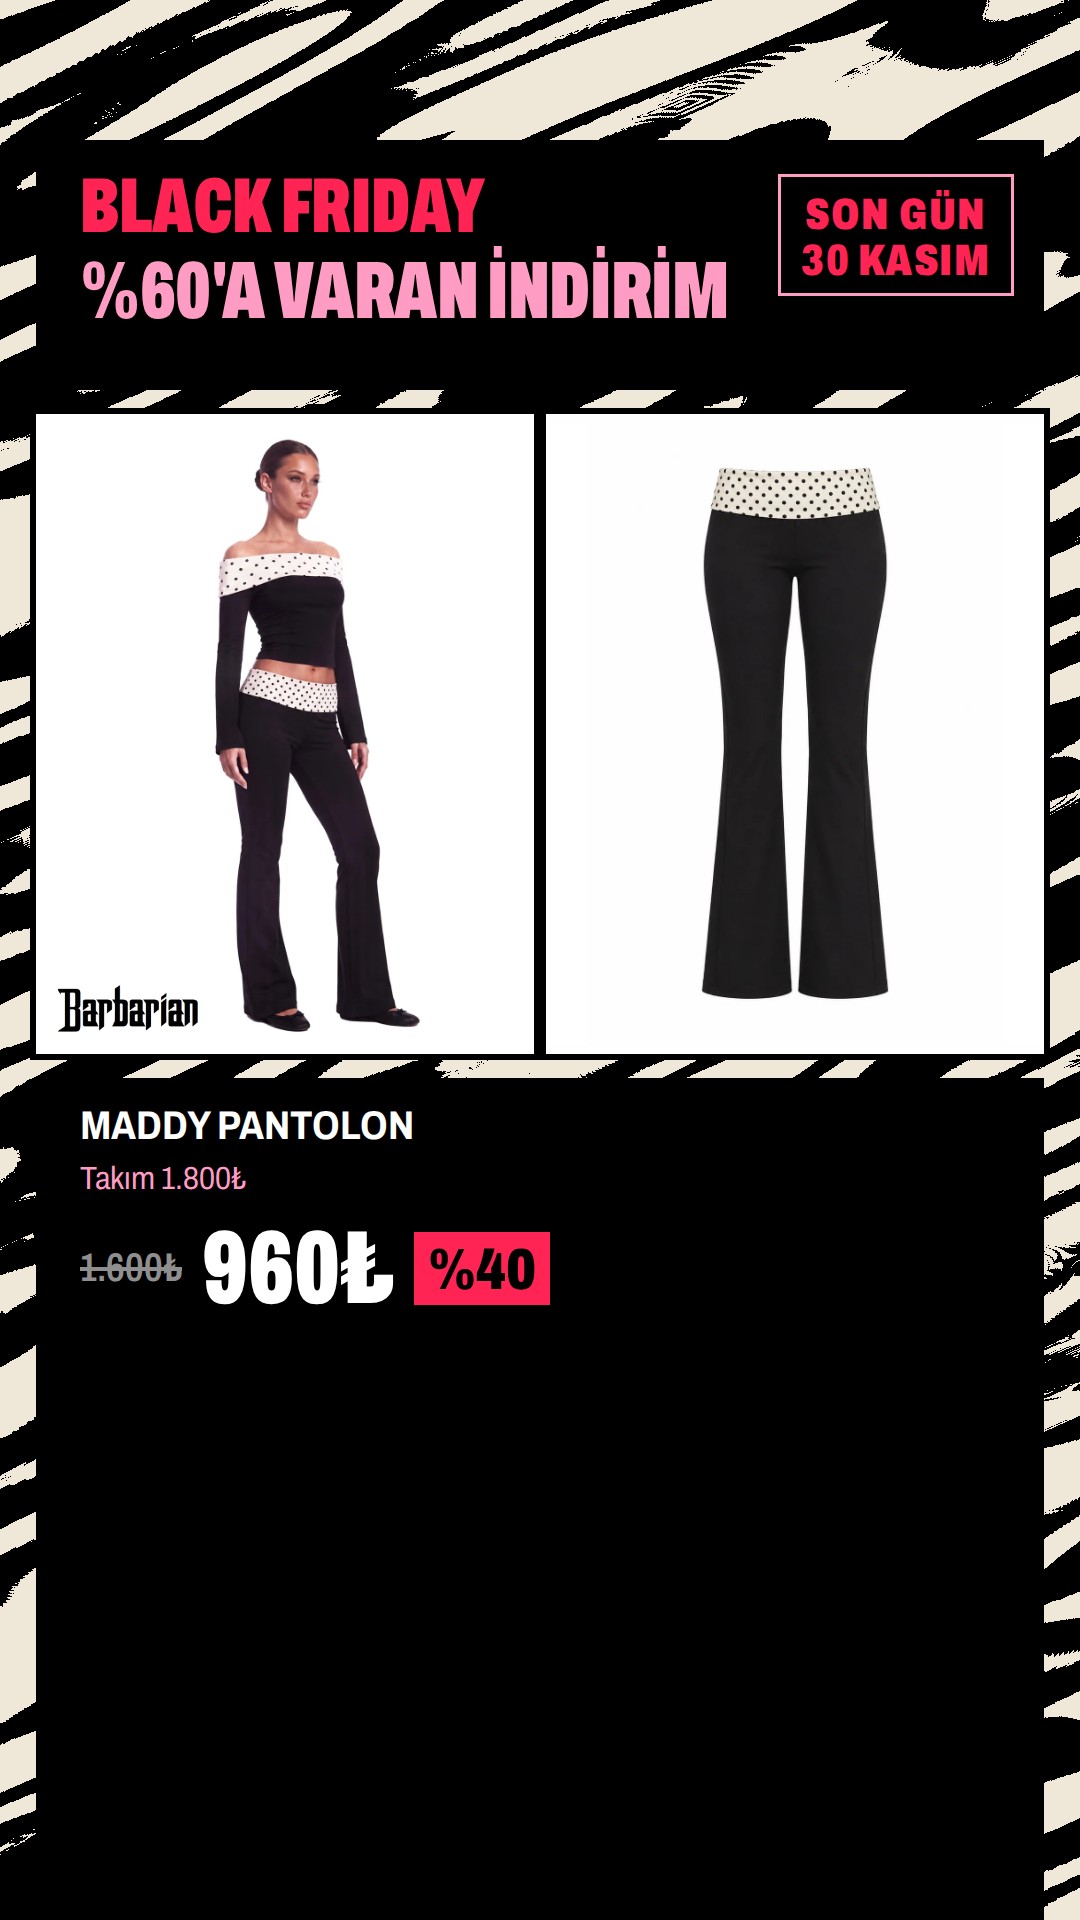 BLACK FRIDAY
%60'A VARAN İNDİRİM
SON GÜN
30 KASIM
Barbarian
MADDY PANTOLON
Takım 1.800₺
1.600₺ 960₺ %40